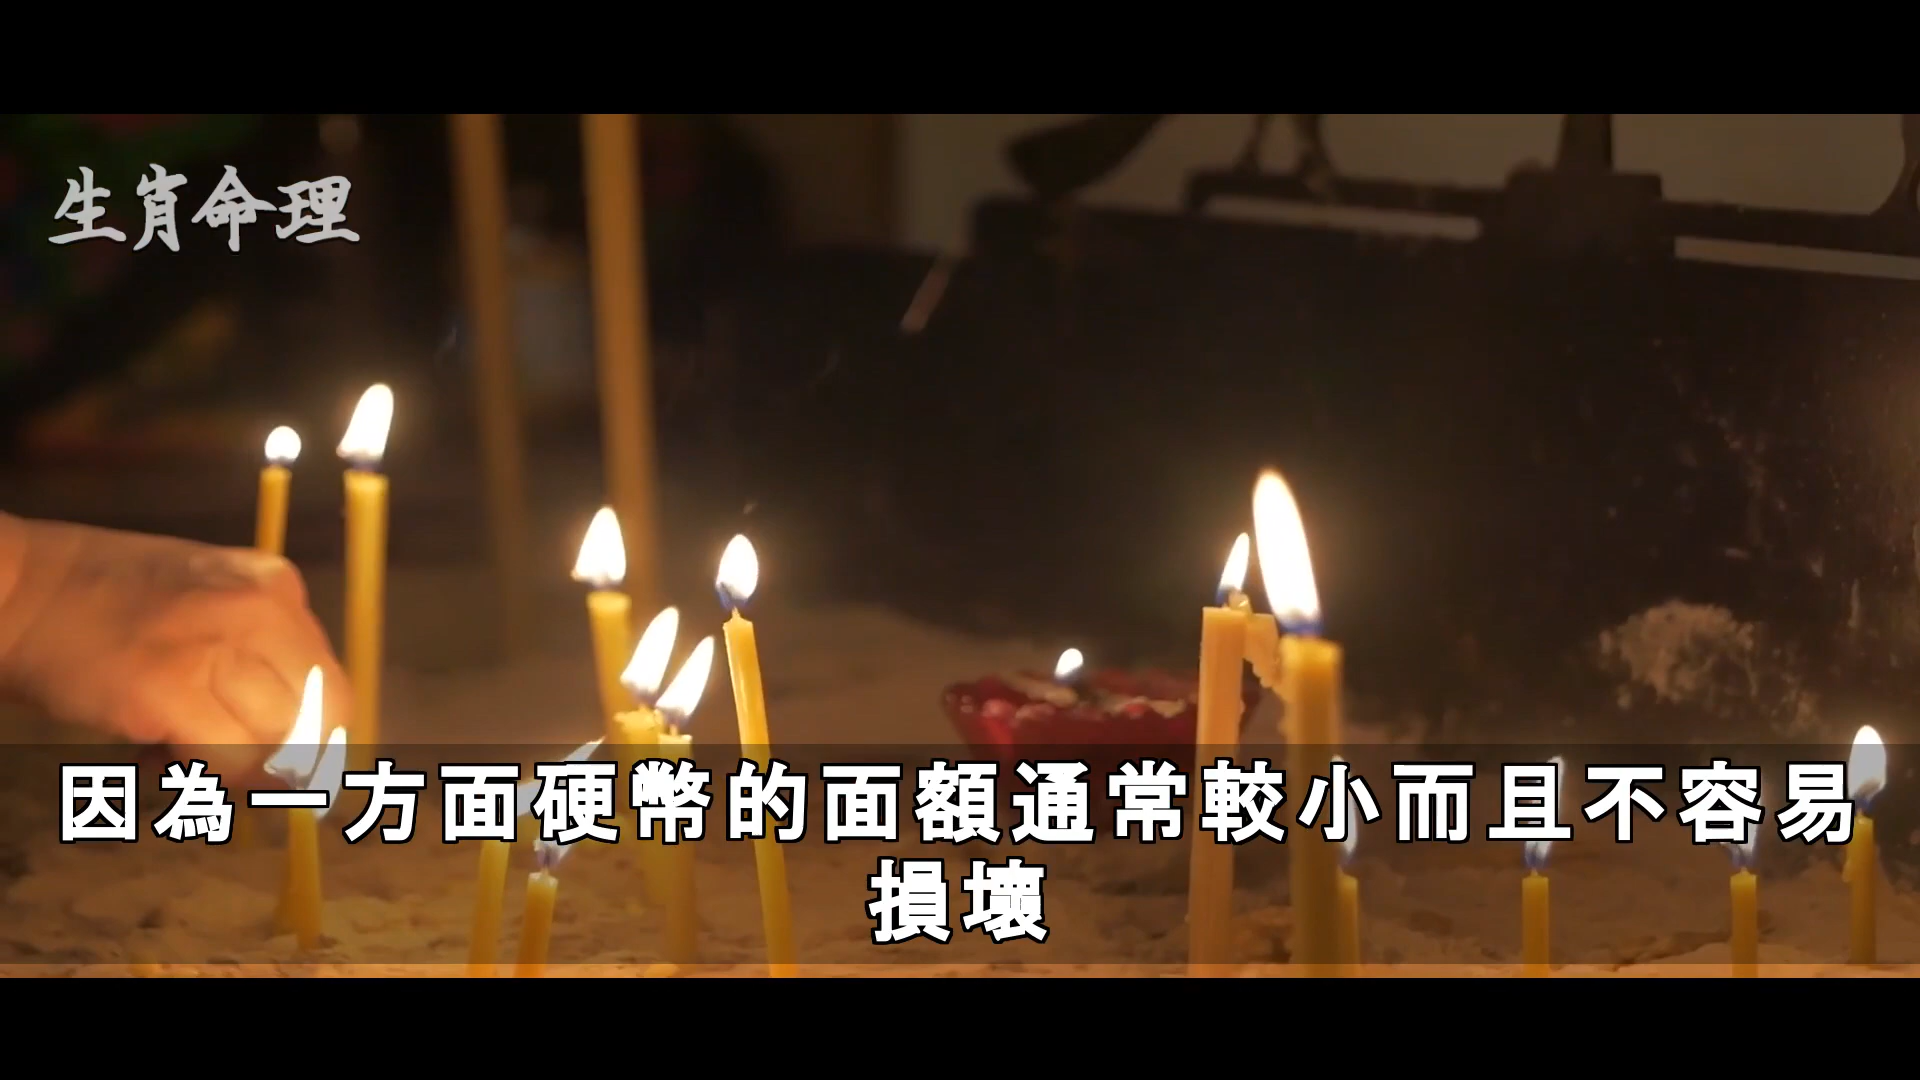 生肖命理
因為一方面硬幣的面額通常較小而且不容易
損壞